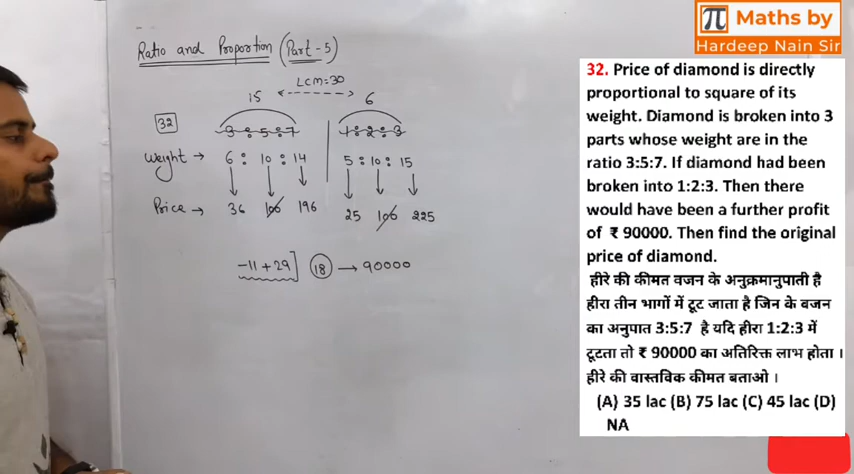 Ratio and Proportion (Part-5)
LCM=30
15 6
32
3:5:7 1:2:3
Weight → 6 : 10 : 14 5 : 10 : 15
Price → 36 100 196 25 100 225
-11+29] 18 → 90000
π Maths by
Hardeep Nain Sir
32. Price of diamond is directly
proportional to square of its
weight. Diamond is broken into 3
parts whose weight are in the
ratio 3:5:7. If diamond had been
broken into 1:2:3. Then there
would have been a further profit
of ₹ 90000. Then find the original
price of diamond.
हीरे की कीमत वजन के अनुक्रमानुपाती है
हीरा तीन भागों में टूट जाता है जिन के वजन
का अनुपात 3:5:7 है यदि हीरा 1:2:3 में
टूटता तो ₹ 90000 का अतिरिक्त लाभ होता ।
हीरे की वास्तविक कीमत बताओ ।
(A) 35 lac (B) 75 lac (C) 45 lac (D)
NA